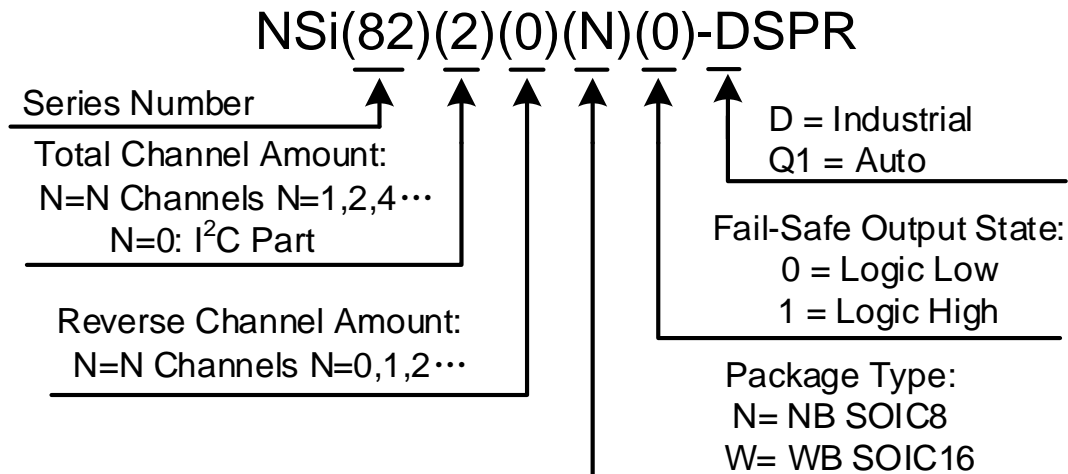 NSi(82)(2)(0)(N)(0)-DSPR
Series Number
Total Channel Amount:
N=N Channels N=1,2,4⋯
N=0: I²C Part
Reverse Channel Amount:
N=N Channels N=0,1,2⋯
D = Industrial
Q1 = Auto
Fail-Safe Output State:
0 = Logic Low
1 = Logic High
Package Type:
N= NB SOIC8
W= WB SOIC16